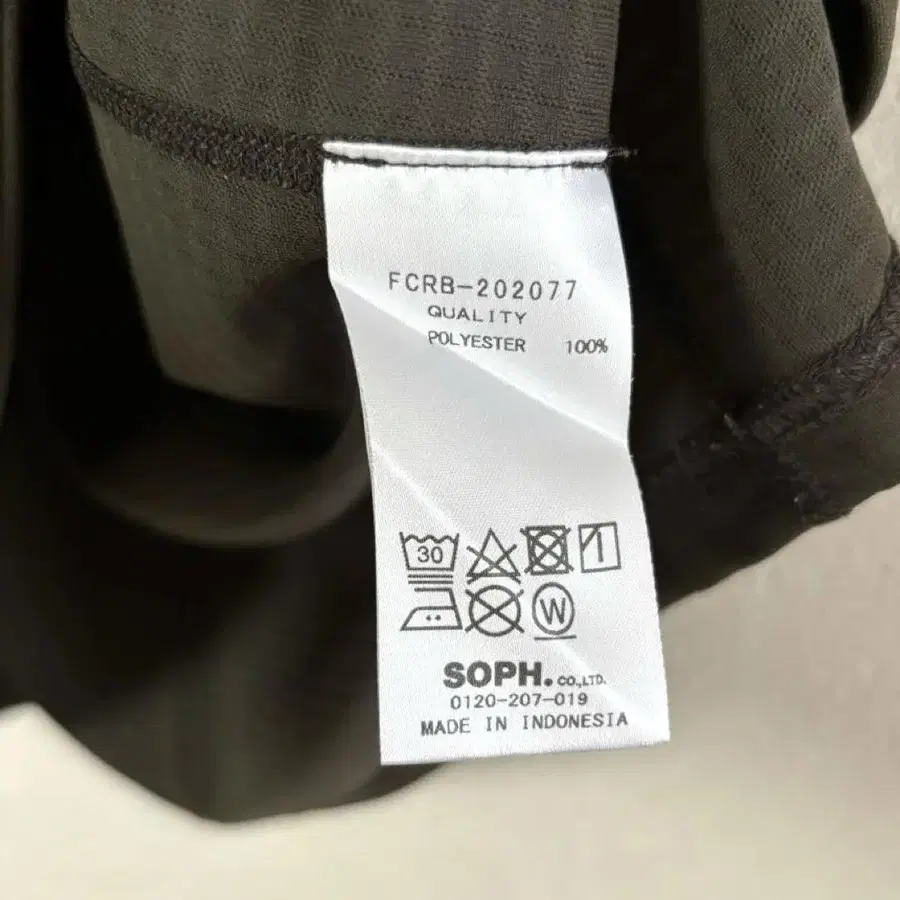 FCRB-202077
QUALITY
POLYESTER 100%
30
W
SOPH. CO.,LTD.
0120-207-019
MADE IN INDONESIA